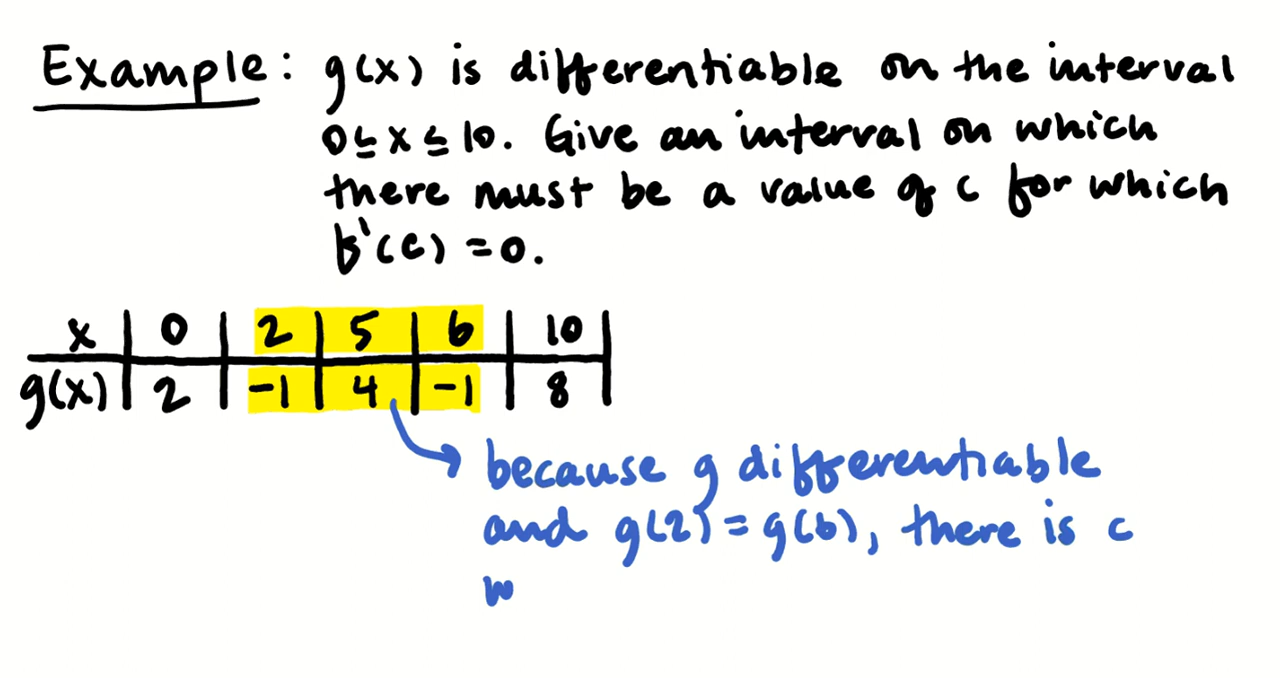 Example: g(x) is differentiable on the interval
0 ≤ x ≤ 10. Give an interval on which
there must be a value of c for which
f'(c) = 0.
x | 0 | 2 | 5 | 6 | 10 |
g(x) | 2 | -1 | 4 | -1 | 8 |
because g differentiable
and g(2) = g(6), there is c
w